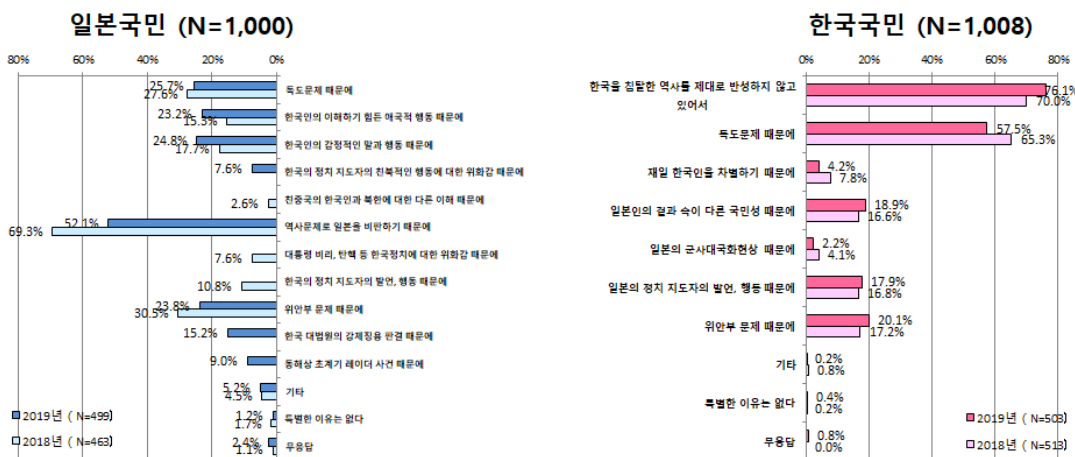 일본국민 (N=1,000)
80% 60% 40% 20% 0%
25.7%
27.6%
독도문제 때문에
23.2%
15.3%
한국인의 이해하기 힘든 애국적 행동 때문에
24.8%
17.7%
한국인의 감정적인 말과 행동 때문에
7.6%
한국의 정치 지도자의 친북적인 행동에 대한 위화감 때문에
2.6%
친중국의 한국인과 북한에 대한 다른 이해 때문에
52.1%
69.3%
역사문제로 일본을 비판하기 때문에
7.6%
대통령 비리, 탄핵 등 한국정치에 대한 위화감 때문에
10.8%
한국의 정치 지도자의 발언, 행동 때문에
23.8%
30.5%
위안부 문제 때문에
15.2%
한국 대법원의 강제징용 판결 때문에
9.0%
동해상 초계기 레이더 사건 때문에
5.2%
4.5%
기타
1.2%
1.7%
특별한 이유는 없다
2.4%
1.1%
무응답
2019년 ( N=499)
2018년 ( N=463)
한국국민 (N=1,008)
0% 20% 40% 60% 80%
한국을 침탈한 역사를 제대로 반성하지 않고
있어서
76.1%
70.0%
독도문제 때문에
57.5%
65.3%
재일 한국인을 차별하기 때문에
4.2%
7.8%
일본인의 겉과 속이 다른 국민성 때문에
18.9%
16.6%
일본의 군사대국화현상 때문에
2.2%
4.1%
일본의 정치 지도자의 발언, 행동 때문에
17.9%
16.8%
위안부 문제 때문에
20.1%
17.2%
기타
0.2%
0.8%
특별한 이유는 없다
0.4%
0.2%
무응답
0.8%
0.0%
2019년 ( N=503)
2018년 ( N=513)